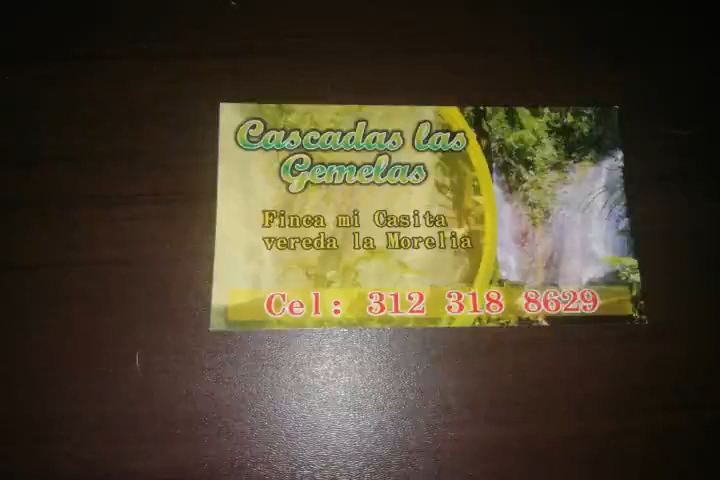 Cascadas las
Gemelas
Finca mi Casita
vereda la Morelia
Cel: 312 318 8629